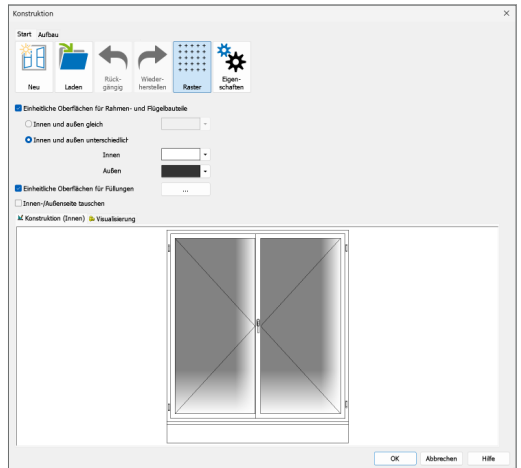 Konstruktion
Start Aufbau
Neu
Laden
Rück-
gängig
Wieder-
herstellen
Raster
Eigen-
schaften
Einheitliche Oberflächen für Rahmen- und Flügelbauteile
Innen und außen gleich
Innen und außen unterschiedlich
Innen
Außen
Einheitliche Oberflächen für Füllungen
...
Innen-/Außenseite tauschen
Konstruktion (Innen) Visualisierung
OK Abbrechen Hilfe